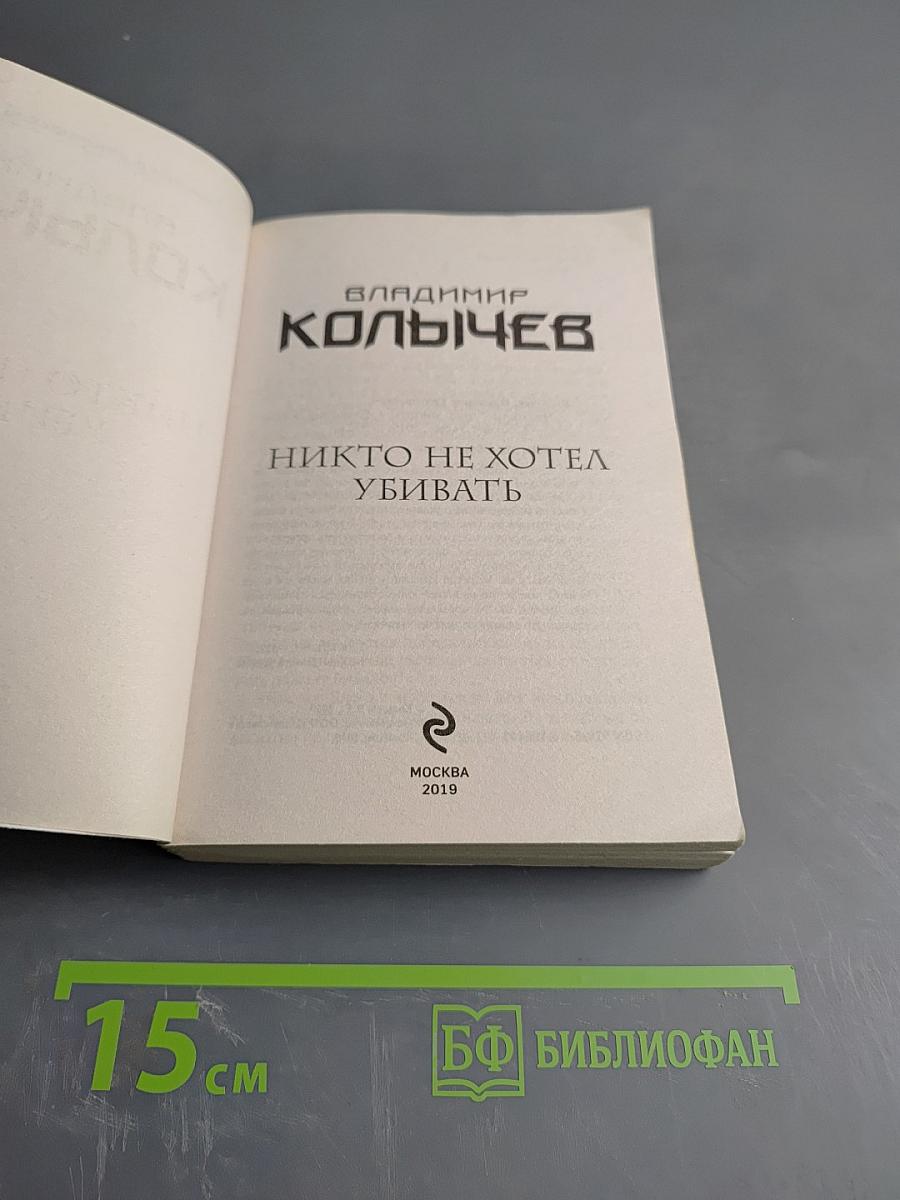 ВЛАДИМИР
КОЛЫЧЕВ
НИКТО НЕ ХОТЕЛ
УБИВАТЬ
МОСКВА
2019
15 см
БФ БИБЛИОФАН